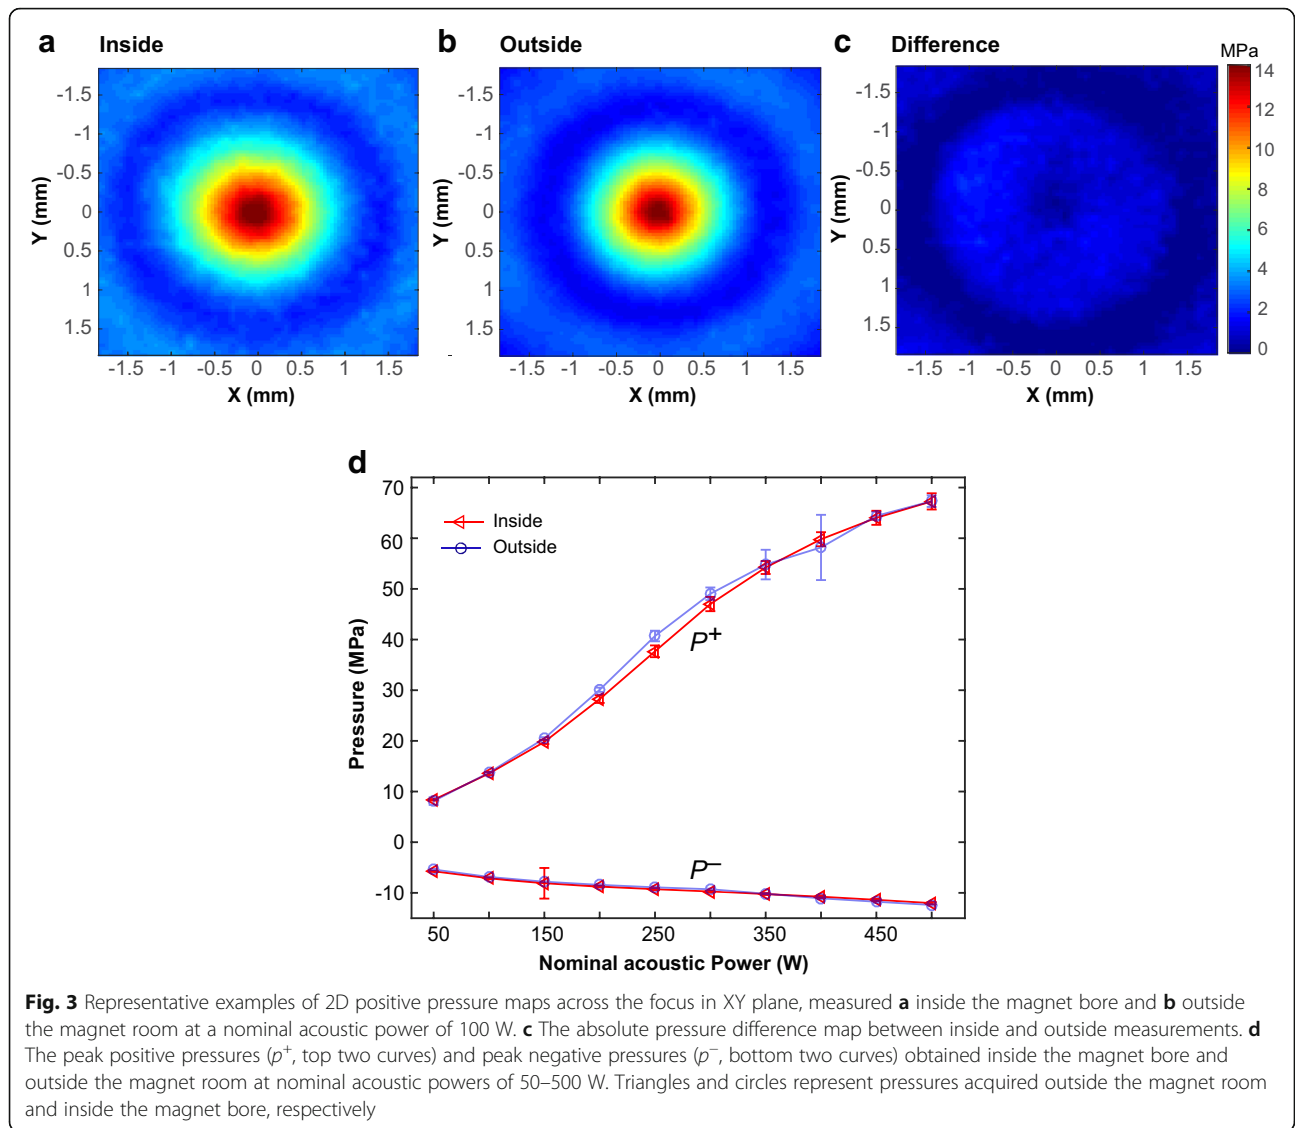 a Inside
b Outside
c Difference
MPa
-1.5
-1
-0.5
0
0.5
1
1.5
Y (mm)
-1.5 -1 -0.5 0 0.5 1 1.5
X (mm)
-1.5
-1
-0.5
0
0.5
1
1.5
Y (mm)
-1.5 -1 -0.5 0 0.5 1 1.5
X (mm)
-1.5
-1
-0.5
0
0.5
1
1.5
Y (mm)
-1.5 -1 -0.5 0 0.5 1 1.5
X (mm)
14
12
10
8
6
4
2
0
d
70
60
50
40
30
20
10
0
-10
Pressure (MPa)
Inside
Outside
P+
P−
50 150 250 350 450
Nominal acoustic Power (W)
Fig. 3 Representative examples of 2D positive pressure maps across the focus in XY plane, measured a inside the magnet bore and b outside
the magnet room at a nominal acoustic power of 100 W. c The absolute pressure difference map between inside and outside measurements. d
The peak positive pressures (p+, top two curves) and peak negative pressures (p−, bottom two curves) obtained inside the magnet bore and
outside the magnet room at nominal acoustic powers of 50–500 W. Triangles and circles represent pressures acquired outside the magnet room
and inside the magnet bore, respectively